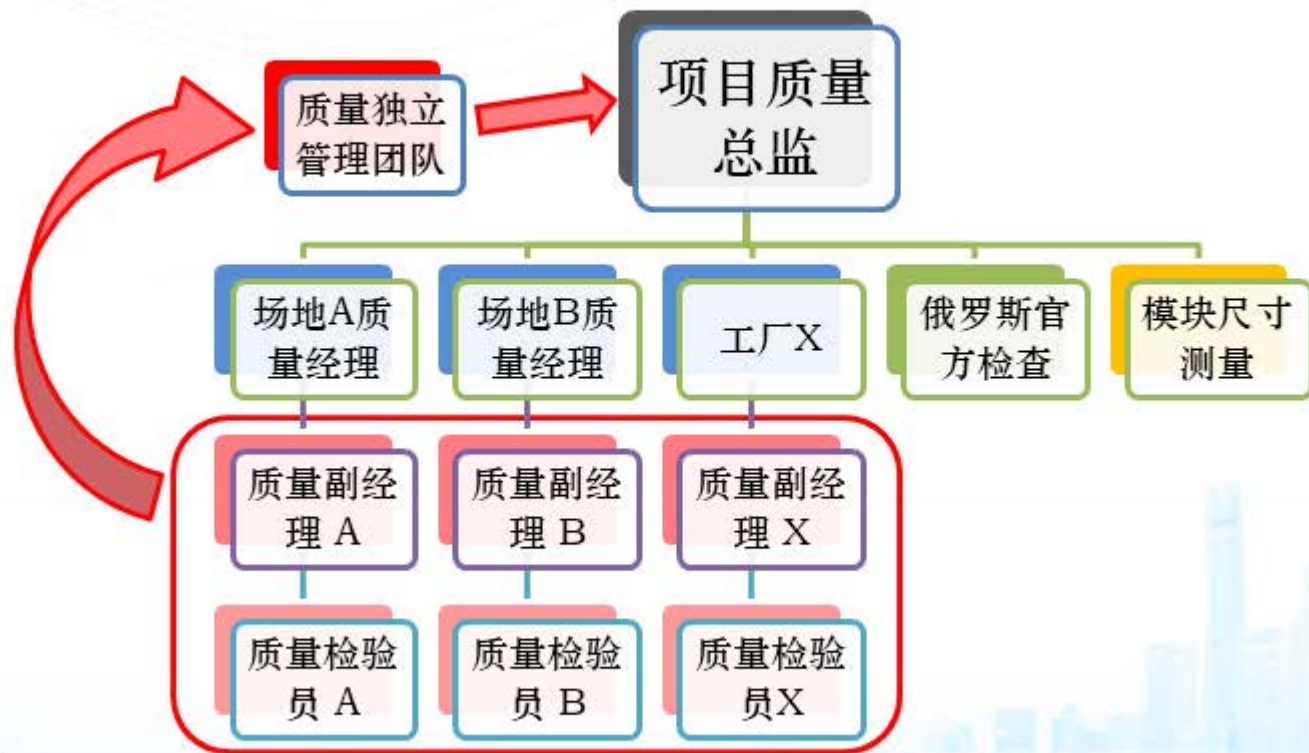 项目质量
总监
质量独立
管理团队
场地A质
量经理
场地B质
量经理
工厂X
俄罗斯官
方检查
模块尺寸
测量
质量副经
理 A
质量副经
理 B
质量副经
理 X
质量检验
员 A
质量检验
员 B
质量检验
员X